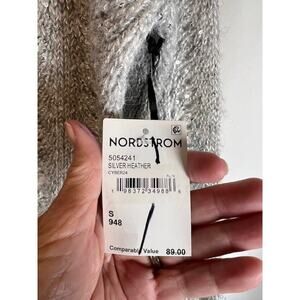 NORDSTROM
5054241
SILVER HEATHER
CYBER24
S
948
Comparable Value 89.00